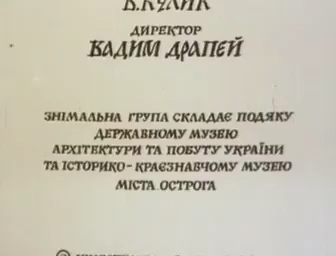 В. КУЛИК
ДИРЕКТОР
ВАДИМ ДРАПЕЙ
ЗНІМАЛЬНА ГРУПА СКЛАДАЄ ПОДЯКУ
ДЕРЖАВНОМУ МУЗЕЮ
АРХІТЕКТУРИ ТА ПОБУТУ УКРАЇНИ
ТА ІСТОРИКО-КРАЄЗНАВЧОМУ МУЗЕЮ
МІСТА ОСТРОГА